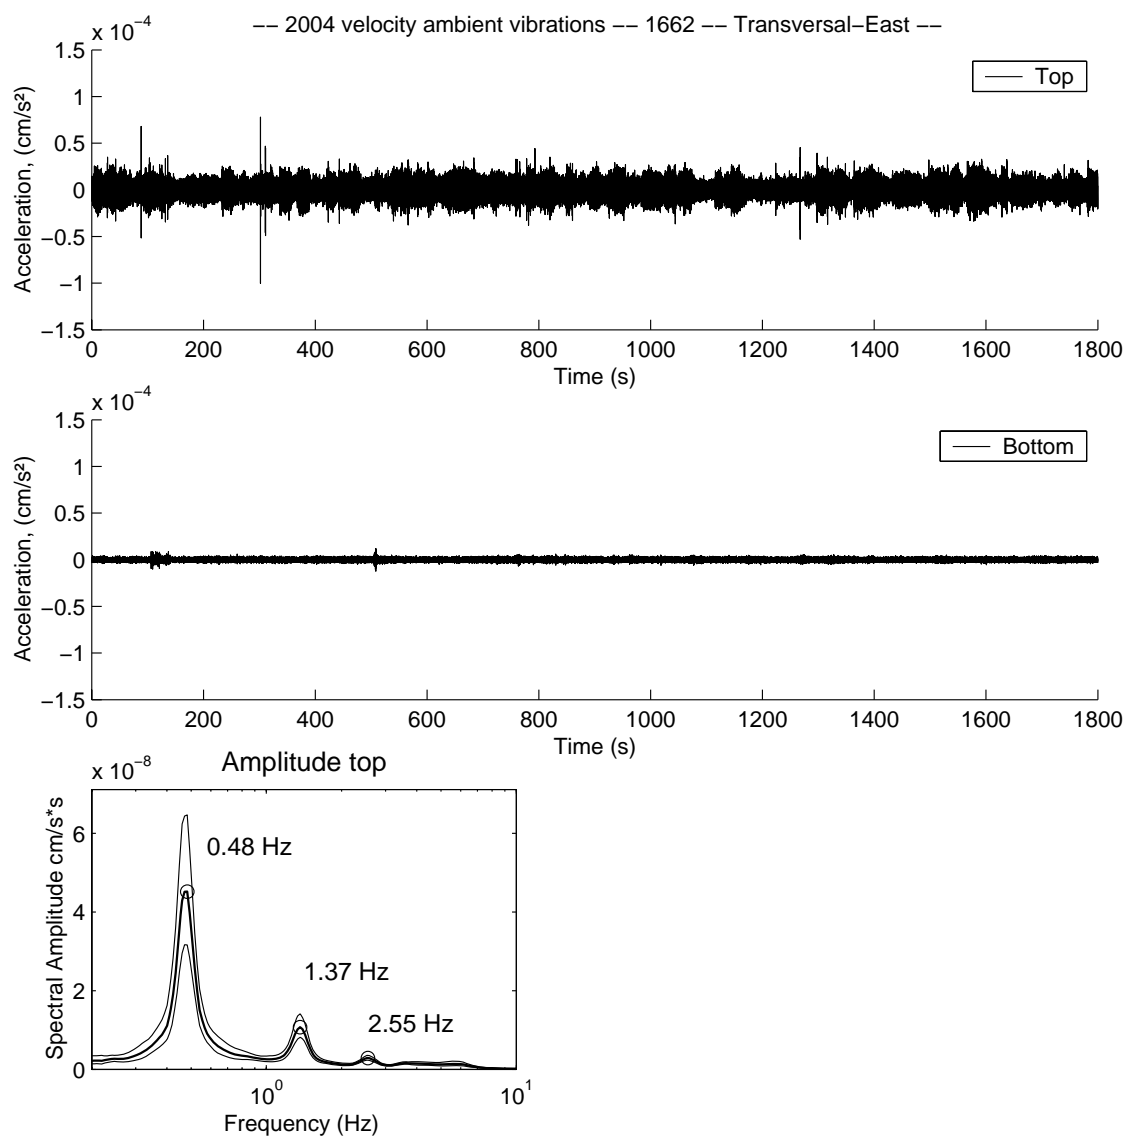 −− 2004 velocity ambient vibrations −− 1662 −− Transversal−East −−
x 10⁻⁴
1.5
1
0.5
0
−0.5
−1
−1.5
Acceleration, (cm/s²)
Top
0 200 400 600 800 1000 1200 1400 1600 1800
Time (s)
x 10⁻⁴
1.5
1
0.5
0
−0.5
−1
−1.5
Acceleration, (cm/s²)
Bottom
0 200 400 600 800 1000 1200 1400 1600 1800
Time (s)
Amplitude top
x 10⁻⁸
6
4
2
0
Spectral Amplitude cm/s*s
0.48 Hz
1.37 Hz
2.55 Hz
10⁰ 10¹
Frequency (Hz)